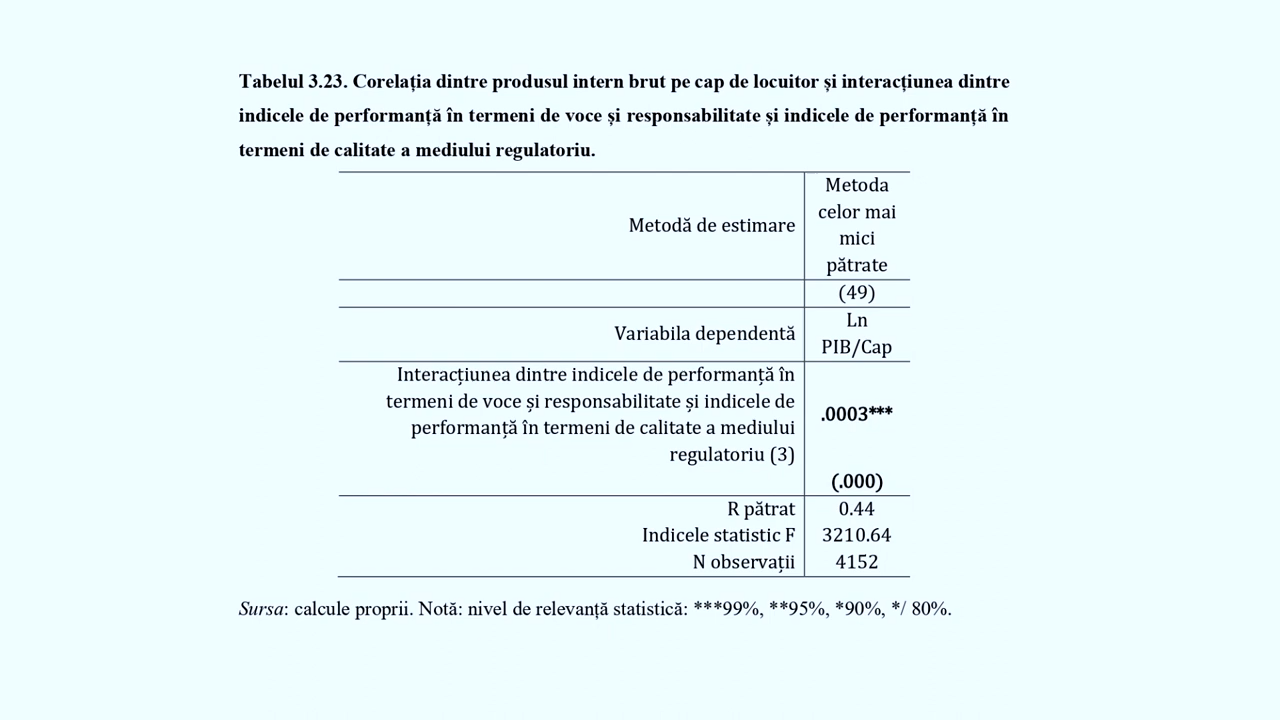 Tabelul 3.23. Corelația dintre produsul intern brut pe cap de locuitor și interacțiunea dintre
indicele de performanță în termeni de voce și responsabilitate și indicele de performanță în
termeni de calitate a mediului regulatoriu.
Metodă de estimare
Metoda
celor mai
mici
pătrate
(49)
Variabila dependentă
Ln
PIB/Cap
Interacțiunea dintre indicele de performanță în
termeni de voce și responsabilitate și indicele de
performanță în termeni de calitate a mediului
regulatoriu (3)
.0003***
(.000)
R pătrat 0.44
Indicele statistic F 3210.64
N observații 4152
Sursa: calcule proprii. Notă: nivel de relevanță statistică: ***99%, **95%, *90%, */ 80%.